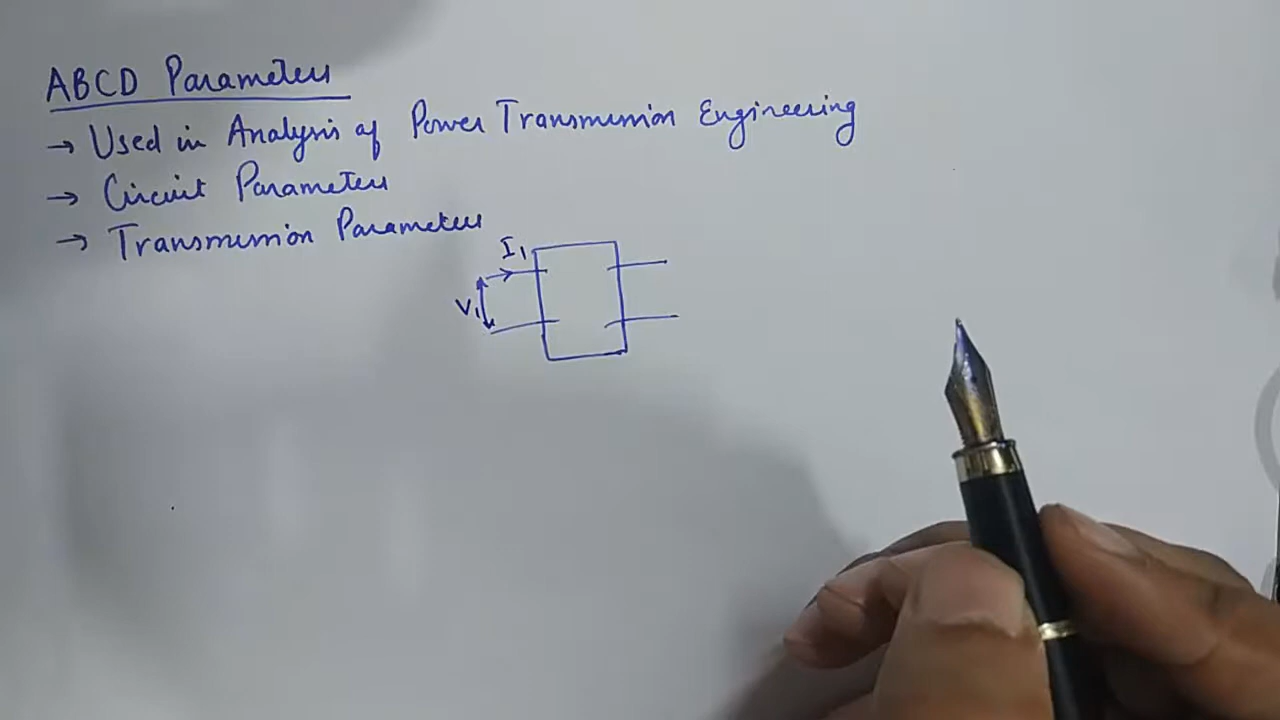 ABCD Parameters
→ Used in Analysis of Power Transmission Engineering
→ Circuit Parameters
→ Transmission Parameters
I₁
V₁